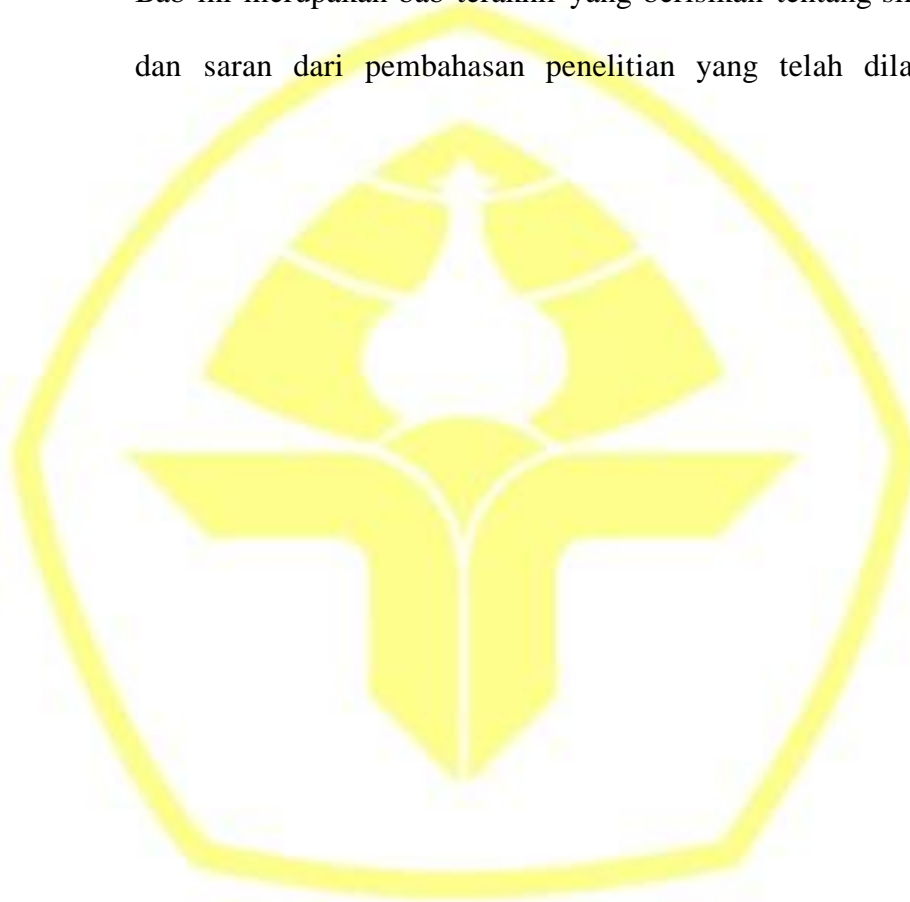 Bab ini merupakan bab terakhir yang berisikan tentang
dan saran dari pembahasan penelitian yang telah